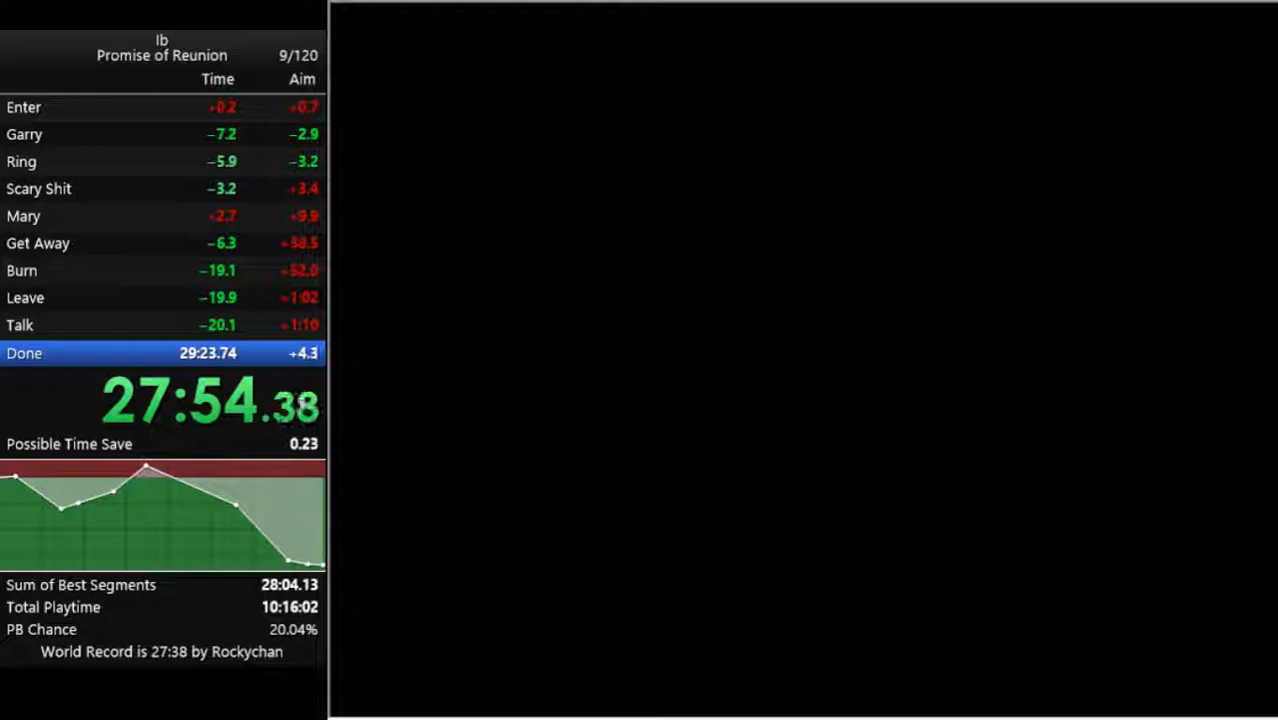 Ib
Promise of Reunion 9/120
Time Aim
Enter +0.2 +0.7
Garry −7.2 −2.9
Ring −5.9 −3.2
Scary Shit −3.2 +3.4
Mary +2.7 +9.9
Get Away −6.3 +58.5
Burn −19.1 +52.0
Leave −19.9 +1:02
Talk −20.1 +1:10
Done 29:23.74 +4.3
27:54.38
Possible Time Save 0.23
Sum of Best Segments 28:04.13
Total Playtime 10:16:02
PB Chance 20.04%
World Record is 27:38 by Rockychan